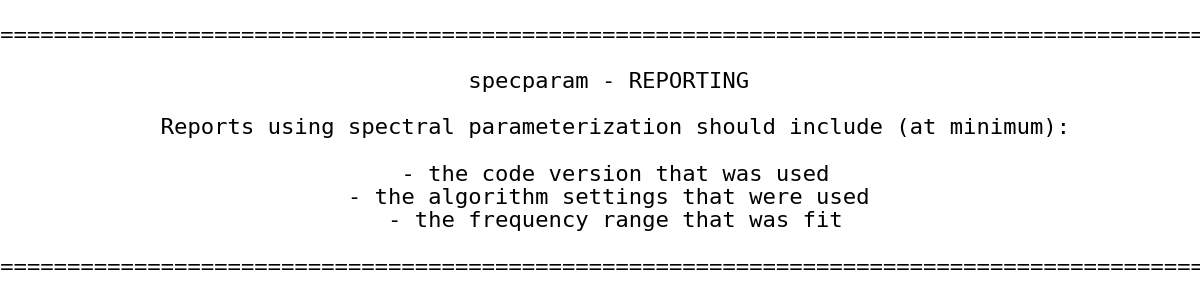 ==========================================================================================
specparam - REPORTING
Reports using spectral parameterization should include (at minimum):
- the code version that was used
- the algorithm settings that were used
- the frequency range that was fit
==========================================================================================